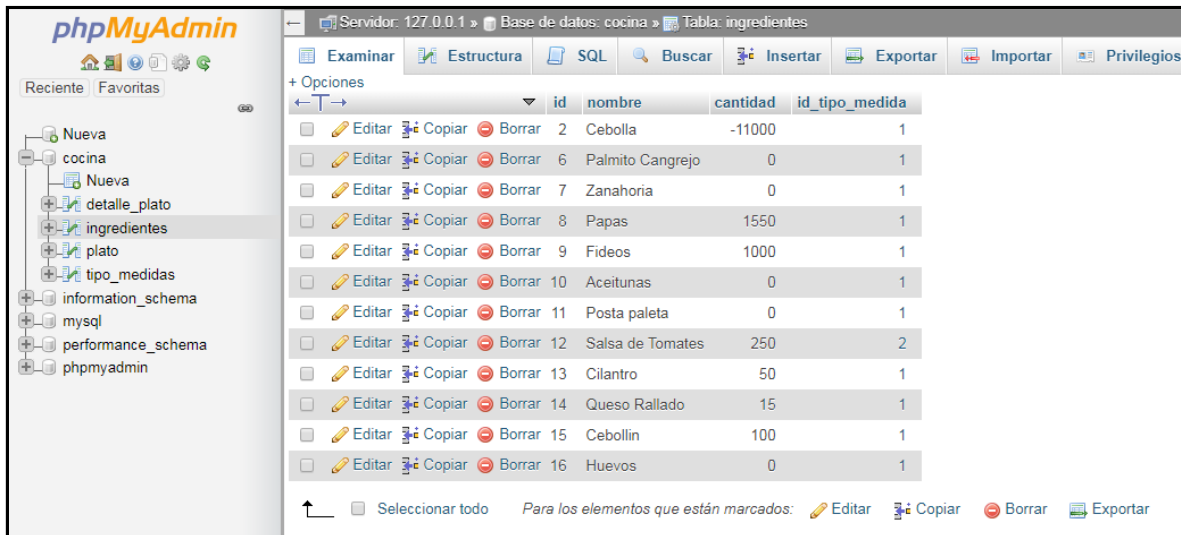 phpMyAdmin
Reciente Favoritas
Nueva
cocina
Nueva
detalle_plato
ingredientes
plato
tipo_medidas
information_schema
mysql
performance_schema
phpmyadmin
Servidor: 127.0.0.1 » Base de datos: cocina » Tabla: ingredientes
Examinar Estructura SQL Buscar Insertar Exportar Importar Privilegios
+ Opciones
id nombre cantidad id_tipo_medida
Editar Copiar Borrar 2 Cebolla -11000 1
Editar Copiar Borrar 6 Palmito Cangrejo 0 1
Editar Copiar Borrar 7 Zanahoria 0 1
Editar Copiar Borrar 8 Papas 1550 1
Editar Copiar Borrar 9 Fideos 1000 1
Editar Copiar Borrar 10 Aceitunas 0 1
Editar Copiar Borrar 11 Posta paleta 0 1
Editar Copiar Borrar 12 Salsa de Tomates 250 2
Editar Copiar Borrar 13 Cilantro 50 1
Editar Copiar Borrar 14 Queso Rallado 15 1
Editar Copiar Borrar 15 Cebollin 100 1
Editar Copiar Borrar 16 Huevos 0 1
Seleccionar todo Para los elementos que están marcados: Editar Copiar Borrar Exportar